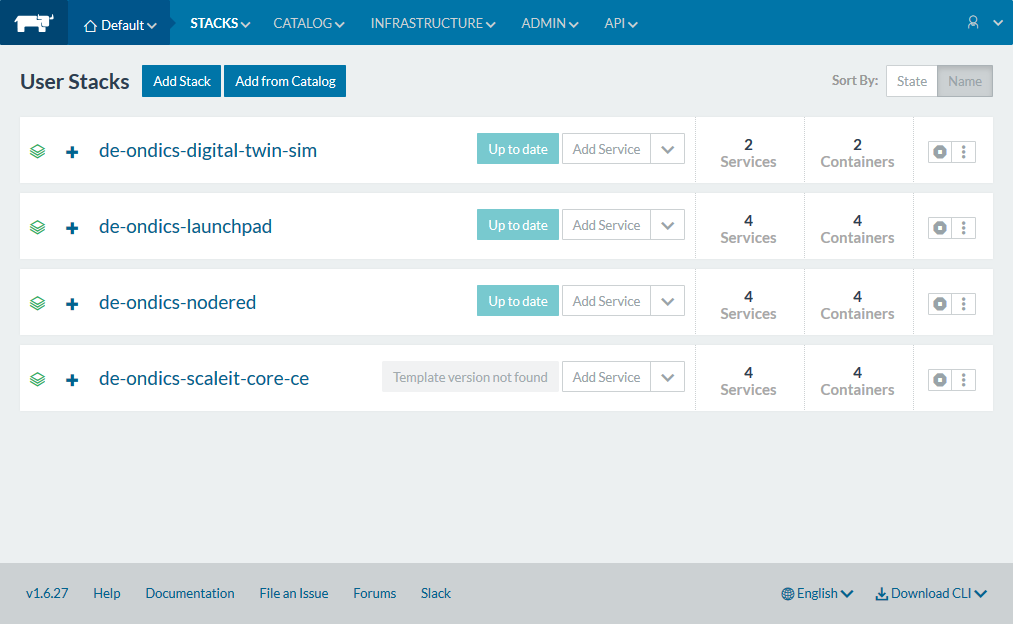 Default STACKS CATALOG INFRASTRUCTURE ADMIN API
User Stacks Add Stack Add from Catalog Sort By: State Name
de-ondics-digital-twin-sim Up to date Add Service 2 Services 2 Containers
de-ondics-launchpad Up to date Add Service 4 Services 4 Containers
de-ondics-nodered Up to date Add Service 4 Services 4 Containers
de-ondics-scaleit-core-ce Template version not found Add Service 4 Services 4 Containers
v1.6.27 Help Documentation File an Issue Forums Slack English Download CLI